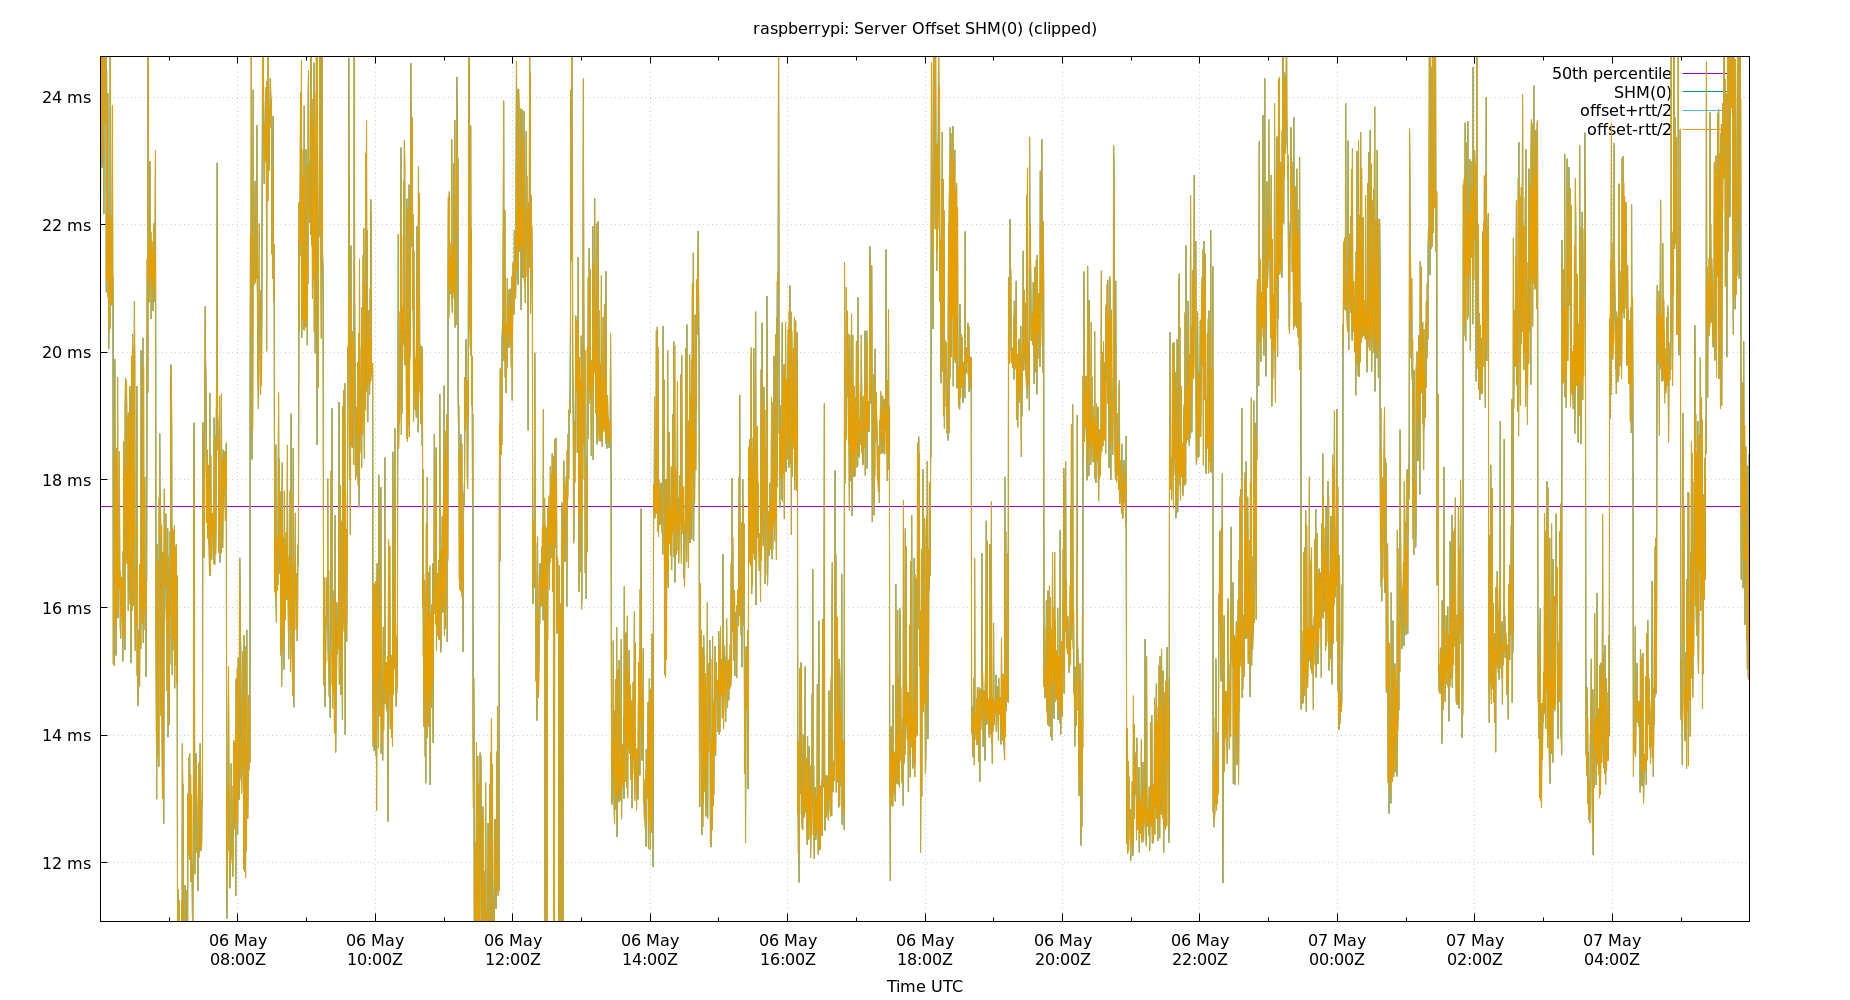 raspberrypi: Server Offset SHM(0) (clipped)
24 ms
22 ms
20 ms
18 ms
16 ms
14 ms
12 ms
50th percentile
SHM(0)
offset+rtt/2
offset-rtt/2
06 May 06 May 06 May 06 May 06 May 06 May 06 May 06 May 07 May 07 May 07 May
08:00Z 10:00Z 12:00Z 14:00Z 16:00Z 18:00Z 20:00Z 22:00Z 00:00Z 02:00Z 04:00Z
Time UTC